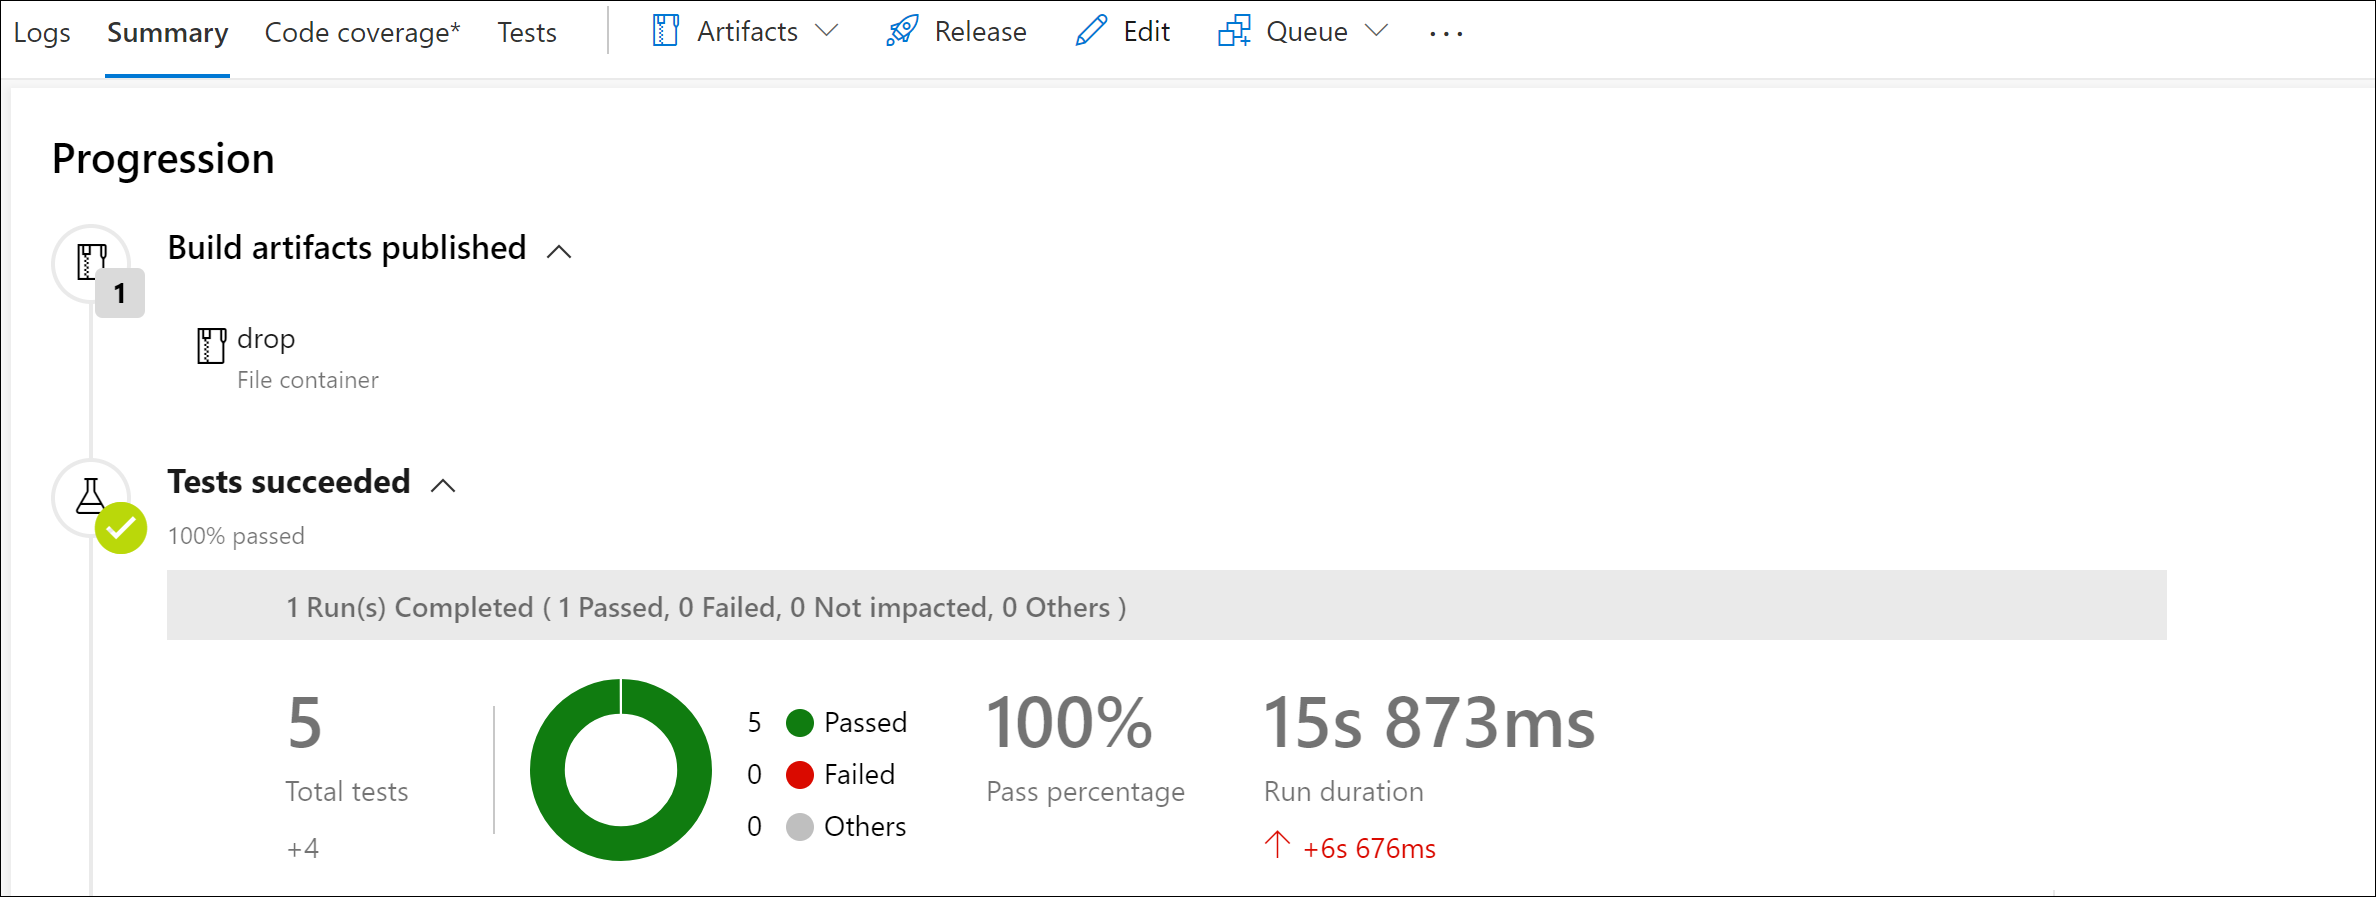 Logs Summary Code coverage* Tests Artifacts Release Edit Queue ...
Progression
Build artifacts published
1
drop
File container
Tests succeeded
100% passed
1 Run(s) Completed ( 1 Passed, 0 Failed, 0 Not impacted, 0 Others )
5
Total tests
+4
5 Passed
0 Failed
0 Others
100%
Pass percentage
15s 873ms
Run duration
+6s 676ms